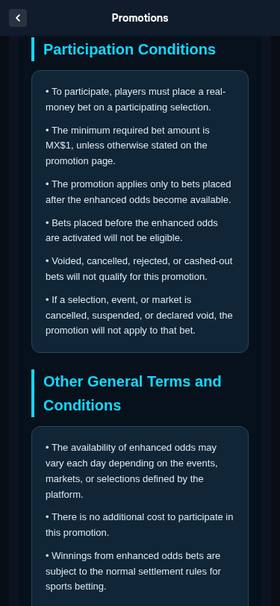 Promotions
Participation Conditions
• To participate, players must place a real-
money bet on a participating selection.
• The minimum required bet amount is
MX$1, unless otherwise stated on the
promotion page.
• The promotion applies only to bets placed
after the enhanced odds become available.
• Bets placed before the enhanced odds
are activated will not be eligible.
• Voided, cancelled, rejected, or cashed-out
bets will not qualify for this promotion.
• If a selection, event, or market is
cancelled, suspended, or declared void, the
promotion will not apply to that bet.
Other General Terms and
Conditions
• The availability of enhanced odds may
vary each day depending on the events,
markets, or selections defined by the
platform.
• There is no additional cost to participate in
this promotion.
• Winnings from enhanced odds bets are
subject to the normal settlement rules for
sports betting.